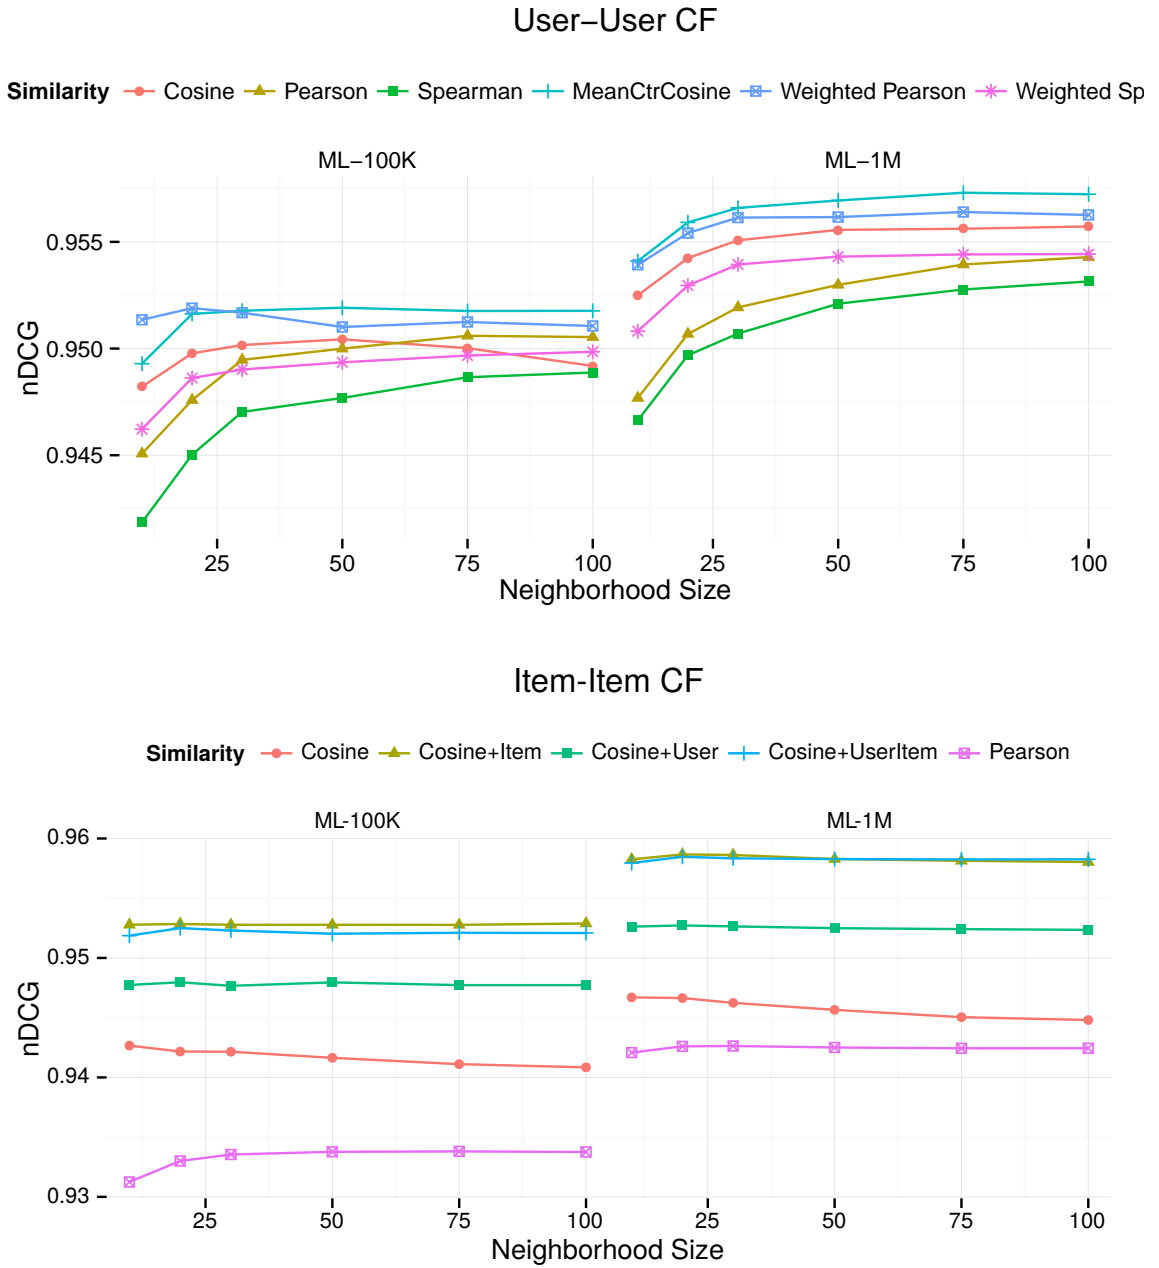 User–User CF
Similarity Cosine Pearson Spearman MeanCtrCosine Weighted Pearson Weighted Sp
ML–100K ML–1M
0.955
0.950
0.945
nDCG
25 50 75 100 25 50 75 100
Neighborhood Size
Item-Item CF
Similarity Cosine Cosine+Item Cosine+User Cosine+UserItem Pearson
ML-100K ML-1M
0.96
0.95
0.94
0.93
nDCG
25 50 75 100 25 50 75 100
Neighborhood Size